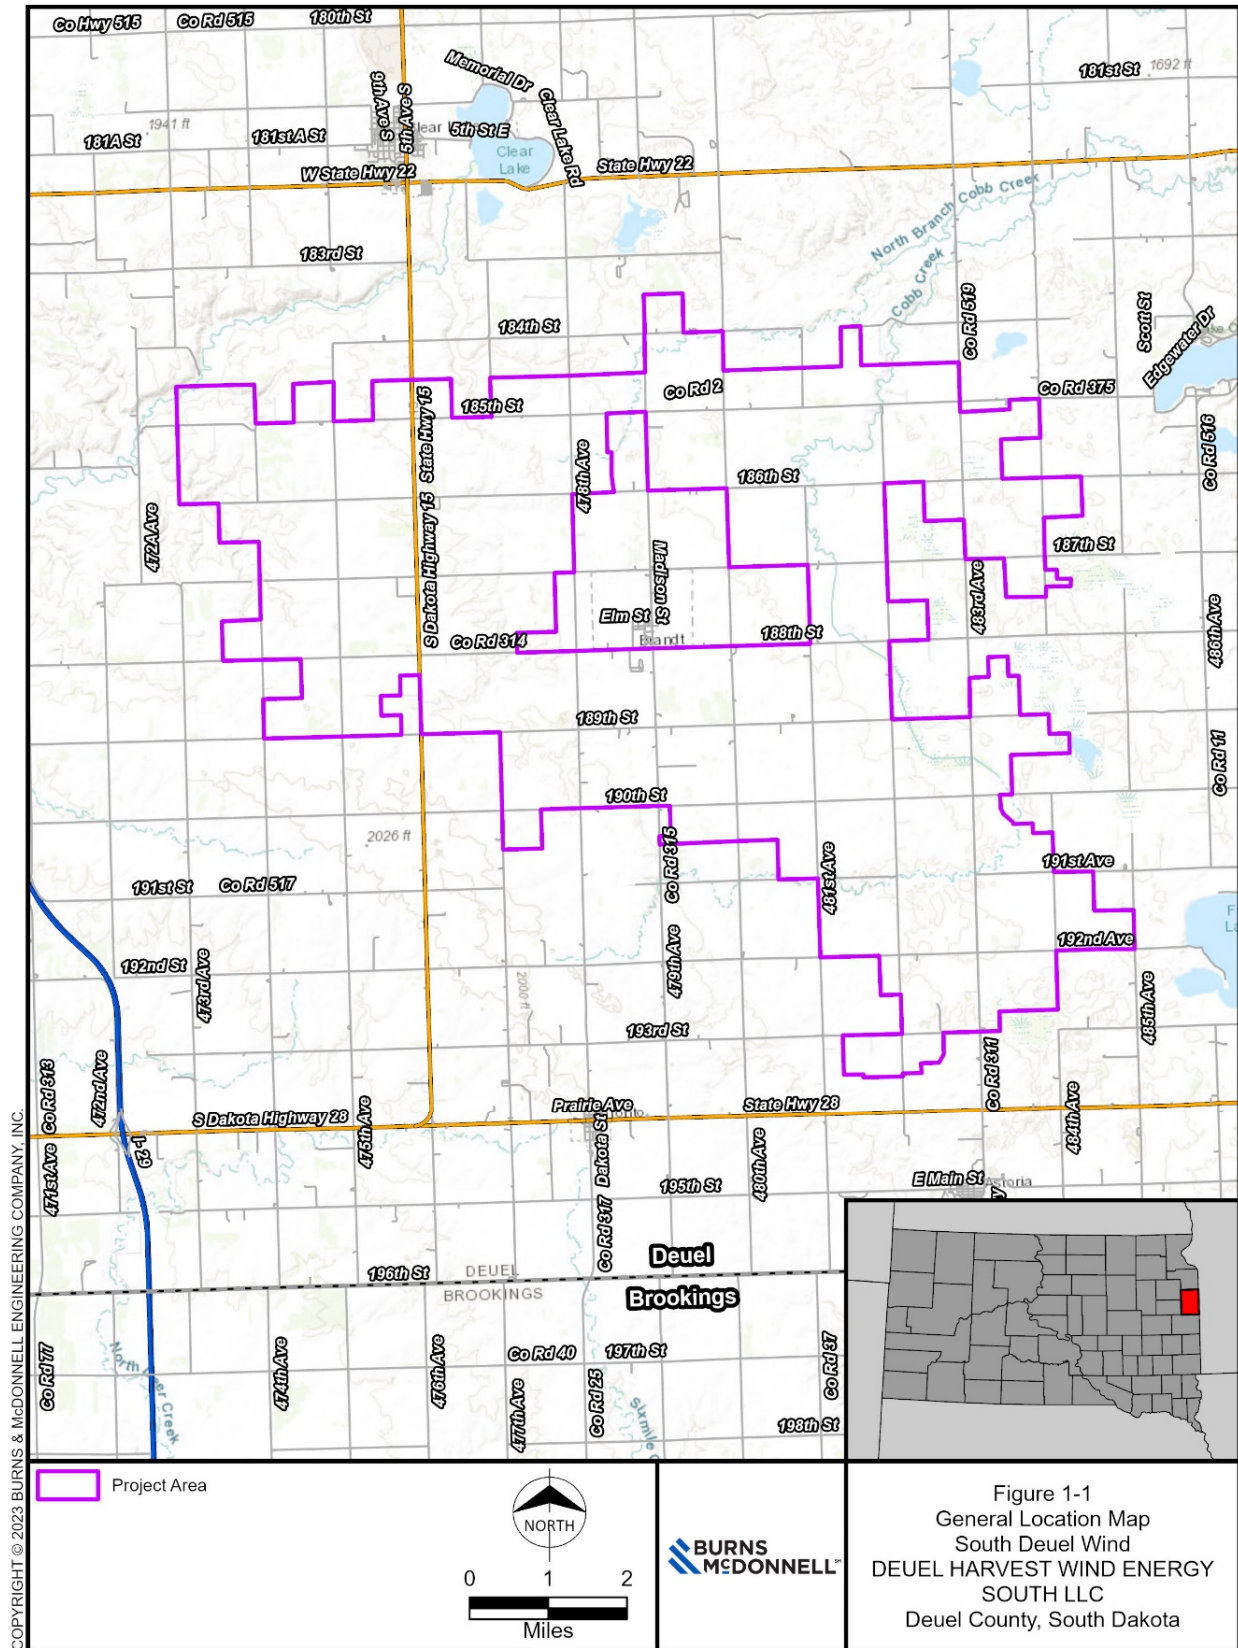 Co Hwy 515
Co Rd 515
180th St
Memorial Dr
9th Ave S
5th Ave S
Clear Lake Rd
181st St
1692 ft
1941 ft
181A St
181st A St
5th St E
Clear
Lake
W State Hwy 22
State Hwy 22
North Branch Cobb Creek
Cobb Creek
183rd St
Co Rd 519
Scott St
Edgewater Dr
184th St
Co Rd 2
Co Rd 375
185th St
State Hwy 15
478th Ave
Co Rd 516
186th St
472A Ave
S Dakota Highway 15
187th St
Madison St
483rd Ave
Elm St
188th St
Brandt
Co Rd 314
486th Ave
189th St
Co Rd 11
190th St
2026 ft
Co Rd 315
481st Ave
191st Ave
191st St
Co Rd 517
192nd Ave
192nd St
473rd Ave
479th Ave
2000 ft
485th Ave
193rd St
Co Rd 313
472nd Ave
Co Rd 311
S Dakota Highway 28
Prairie Ave
State Hwy 28
475th Ave
Dakota St
480th Ave
484th Ave
471st Ave
I-29
195th St
E Main St
Astoria
Co Rd 317
Deuel
196th St
DEUEL
BROOKINGS
Brookings
Co Rd 77
474th Ave
476th Ave
Co Rd 40
197th St
Co Rd 37
477th Ave
Co Rd 25
198th St
COPYRIGHT © 2023 BURNS & McDONNELL ENGINEERING COMPANY, INC.
Project Area
NORTH
0 1 2
Miles
BURNS
McDONNELL
Figure 1-1
General Location Map
South Deuel Wind
DEUEL HARVEST WIND ENERGY
SOUTH LLC
Deuel County, South Dakota